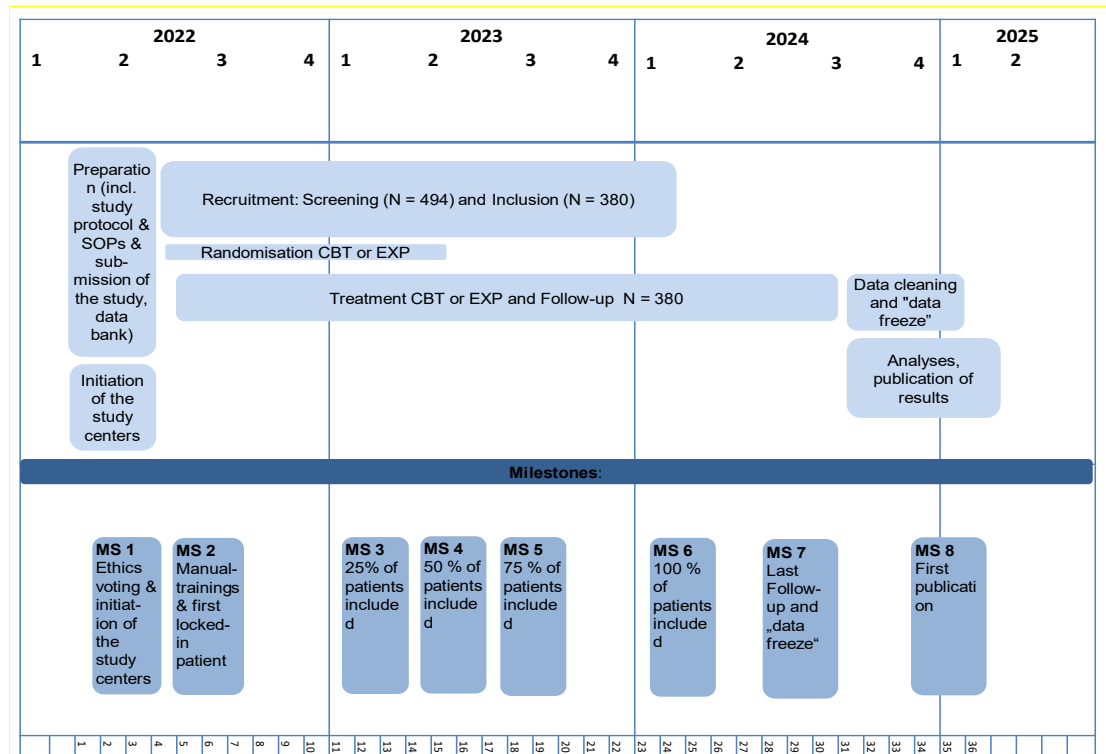 2022 2023 2024 2025
1 2 3 4 1 2 3 4 1 2 3 4 1 2
Preparatio
n (incl.
study
protocol &
SOPs &
sub-
mission of
the study,
data
bank)
Recruitment: Screening (N = 494) and Inclusion (N = 380)
Randomisation CBT or EXP
Treatment CBT or EXP and Follow-up N = 380
Data cleaning
and "data
freeze”
Analyses,
publication of
results
Initiation
of the
study
centers
Milestones:
MS 1
Ethics
voting &
initiat-
ion of
the
study
centers
MS 2
Manual-
trainings
& first
locked-
in
patient
MS 3
25% of
patients
include
d
MS 4
50 % of
patients
include
d
MS 5
75 % of
patients
include
d
MS 6
100 %
of
patients
include
d
MS 7
Last
Follow-
up and
„data
freeze“
MS 8
First
publicati
on
1 2 3 4 5 6 7 8 9 10 11 12 13 14 15 16 17 18 19 20 21 22 23 24 25 26 27 28 29 30 31 32 33 34 35 36